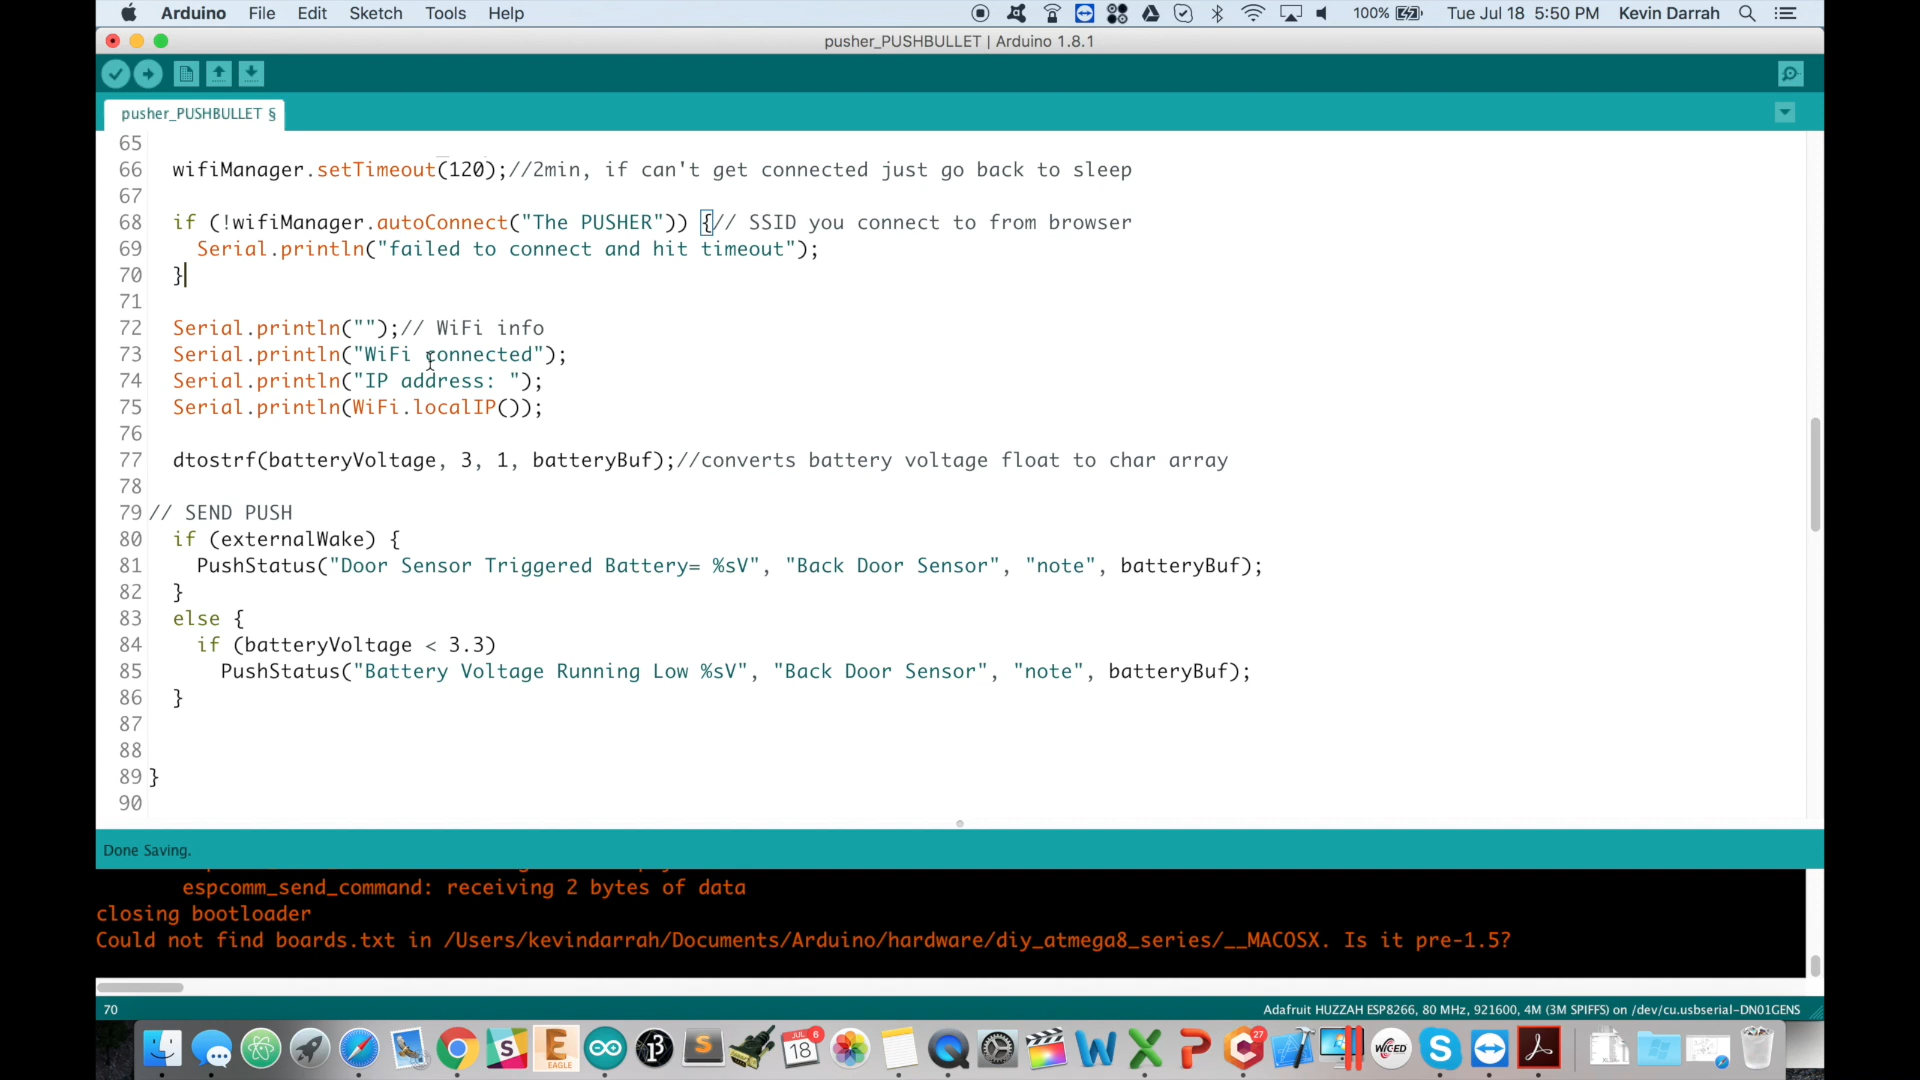 Arduino File Edit Sketch Tools Help 100% Tue Jul 18 5:50 PM Kevin Darrah
pusher_PUSHBULLET | Arduino 1.8.1
pusher_PUSHBULLET §
65
66 wifiManager.setTimeout(120);//2min, if can't get connected just go back to sleep
67
68 if (!wifiManager.autoConnect("The PUSHER")) {// SSID you connect to from browser
69 Serial.println("failed to connect and hit timeout");
70 }
71
72 Serial.println("");// WiFi info
73 Serial.println("WiFi connected");
74 Serial.println("IP address: ");
75 Serial.println(WiFi.localIP());
76
77 dtostrf(batteryVoltage, 3, 1, batteryBuf);//converts battery voltage float to char array
78
79 // SEND PUSH
80 if (externalWake) {
81 PushStatus("Door Sensor Triggered Battery= %sV", "Back Door Sensor", "note", batteryBuf);
82 }
83 else {
84 if (batteryVoltage < 3.3)
85 PushStatus("Battery Voltage Running Low %sV", "Back Door Sensor", "note", batteryBuf);
86 }
87
88
89 }
90
Done Saving.
espcomm_send_command: receiving 2 bytes of data
closing bootloader
Could not find boards.txt in /Users/kevindarrah/Documents/Arduino/hardware/diy_atmega8_series/__MACOSX. Is it pre-1.5?
70 Adafruit HUZZAH ESP8266, 80 MHz, 921600, 4M (3M SPIFFS) on /dev/cu.usbserial-DN01GENS
EAGLE
JUL
18
6
27
WICED